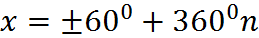 x = ±60⁰ + 360⁰n